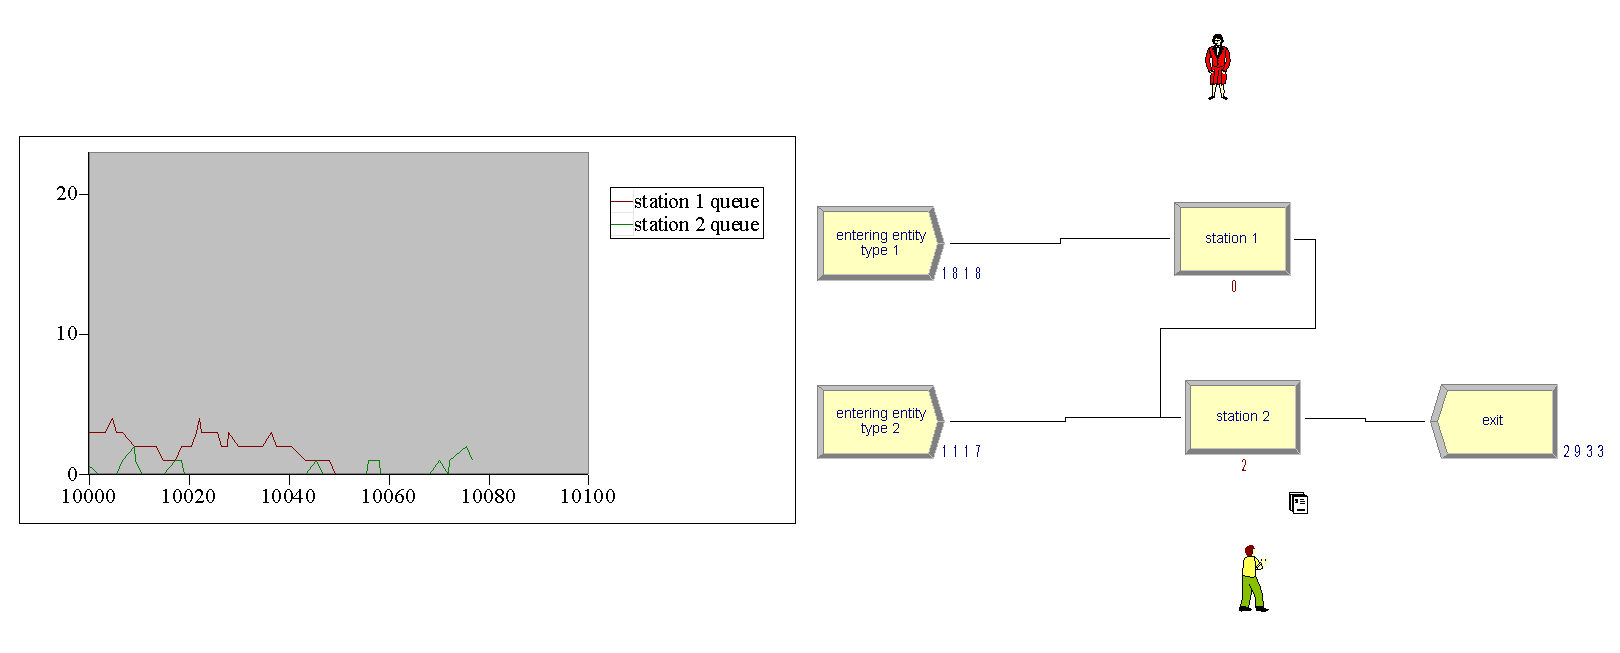 20
10
0
10000 10020 10040 10060 10080 10100
station 1 queue
station 2 queue
entering entity
type 1
1818
station 1
0
entering entity
type 2
1117
station 2
2
exit
2933